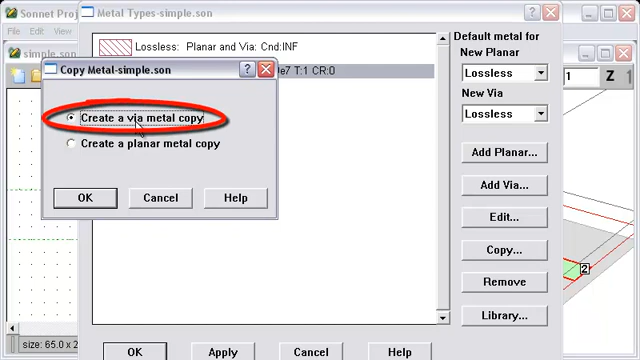 Sonnet Proj
Metal Types-simple.son
File Edit
simple.son
Lossless: Planar and Via: Cnd:INF
e7 T:1 CR:0
Copy Metal-simple.son
Create a via metal copy
Create a planar metal copy
OK Cancel Help
Default metal for
New Planar
Lossless
New Via
Lossless
Add Planar...
Add Via...
Edit...
Copy...
Remove
Library...
1 Z
2
size: 65.0 x 2
OK Apply Cancel Help